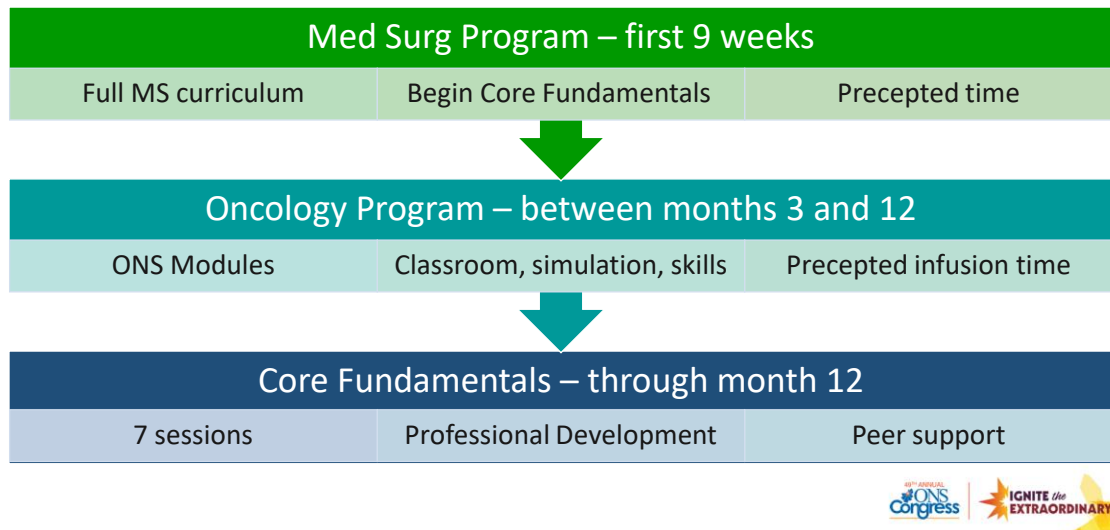 Med Surg Program – first 9 weeks
Full MS curriculum
Begin Core Fundamentals
Precepted time
Oncology Program – between months 3 and 12
ONS Modules
Classroom, simulation, skills
Precepted infusion time
Core Fundamentals – through month 12
7 sessions
Professional Development
Peer support
49TH ANNUAL
ONS
Congress
IGNITE the
EXTRAORDINARY